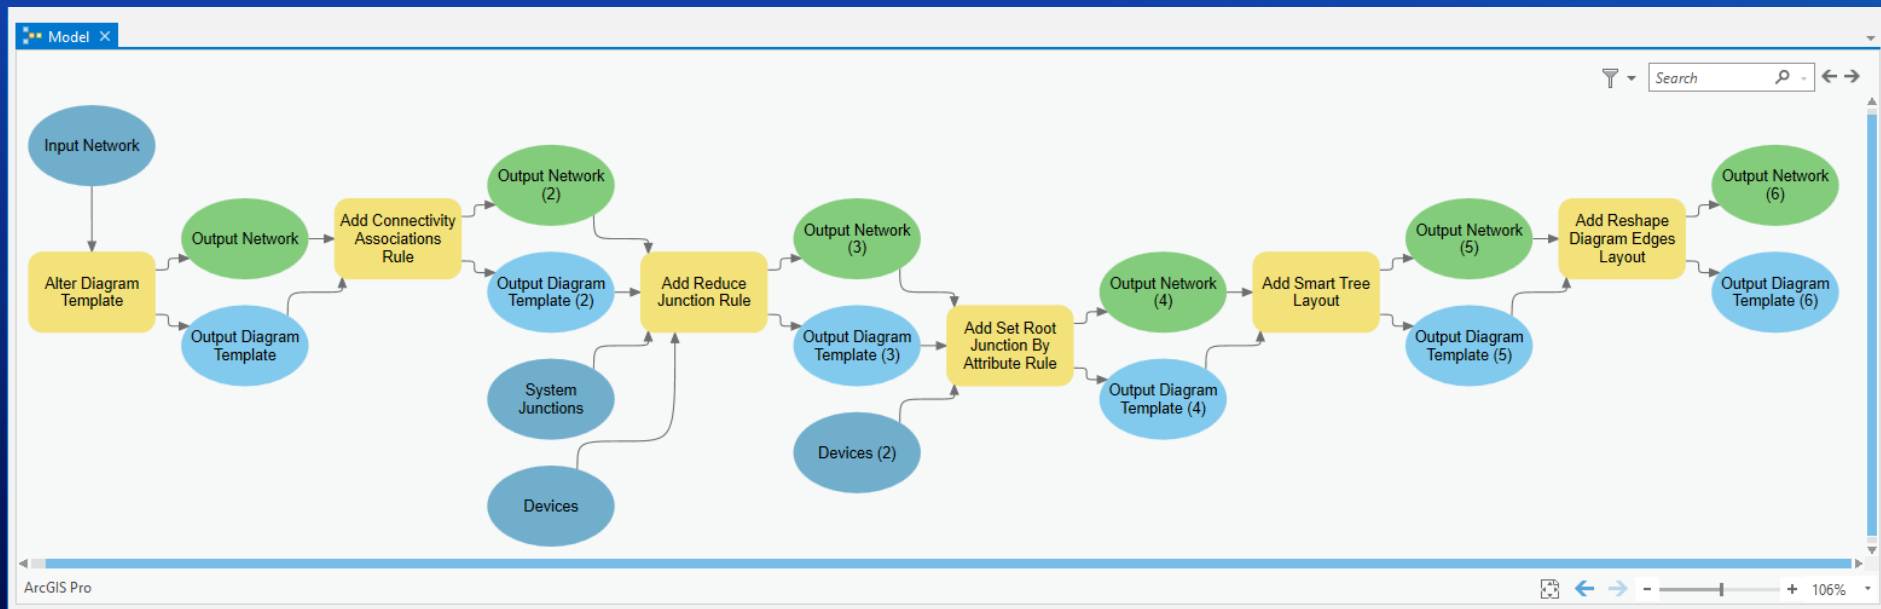 Model
Search
Input Network
Alter Diagram
Template
Output Network
Output Diagram
Template
Add Connectivity
Associations
Rule
Output Network
(2)
Output Diagram
Template (2)
System
Junctions
Devices
Add Reduce
Junction Rule
Output Network
(3)
Output Diagram
Template (3)
Devices (2)
Add Set Root
Junction By
Attribute Rule
Output Network
(4)
Output Diagram
Template (4)
Add Smart Tree
Layout
Output Network
(5)
Output Diagram
Template (5)
Add Reshape
Diagram Edges
Layout
Output Network
(6)
Output Diagram
Template (6)
ArcGIS Pro
106%